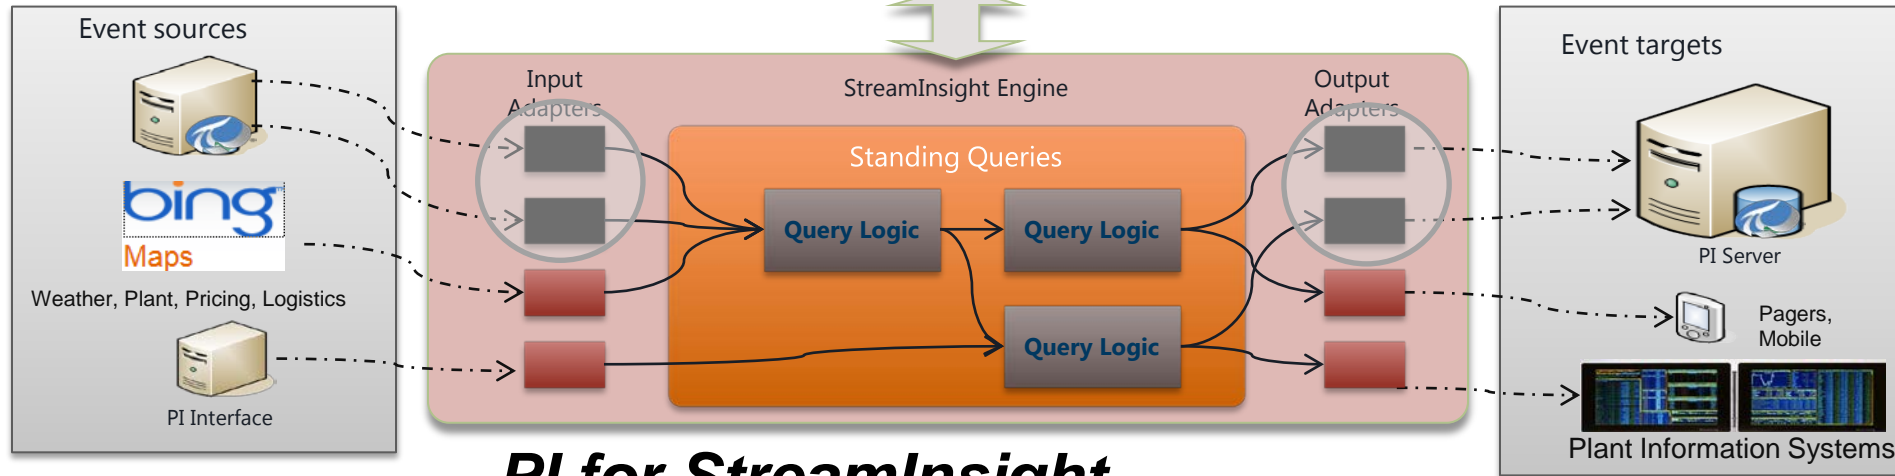 Event sources
bing
Maps
Weather, Plant, Pricing, Logistics
PI Interface
Input
Adapters
StreamInsight Engine
Standing Queries
Query Logic
Query Logic
Query Logic
Output
Adapters
Event targets
PI Server
Pagers,
Mobile
Plant Information Systems
PI for StreamInsight